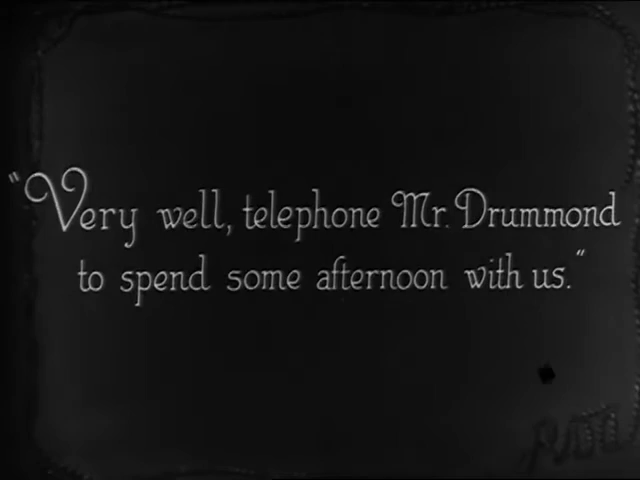 "Very well, telephone Mr. Drummond
to spend some afternoon with us."